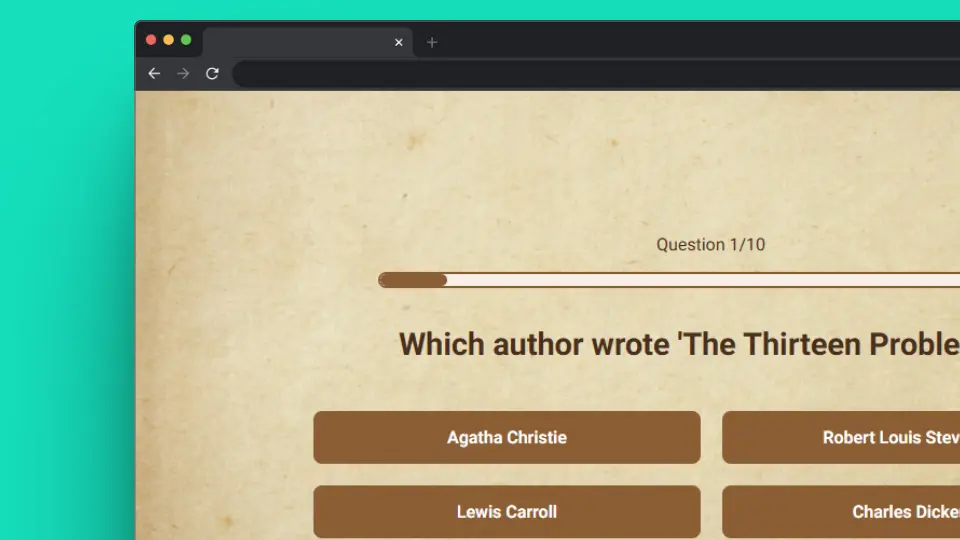 Question 1/10
Which author wrote 'The Thirteen Proble
Agatha Christie
Robert Louis Stev
Lewis Carroll
Charles Dicke